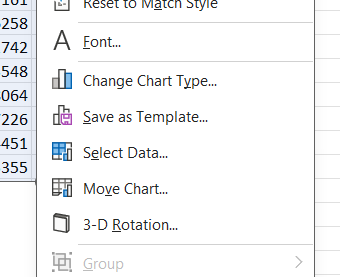 Reset to Match Style
258
Font...
742
548
Change Chart Type...
064
226
Save as Template...
451
Select Data...
355
Move Chart...
3-D Rotation...
Group